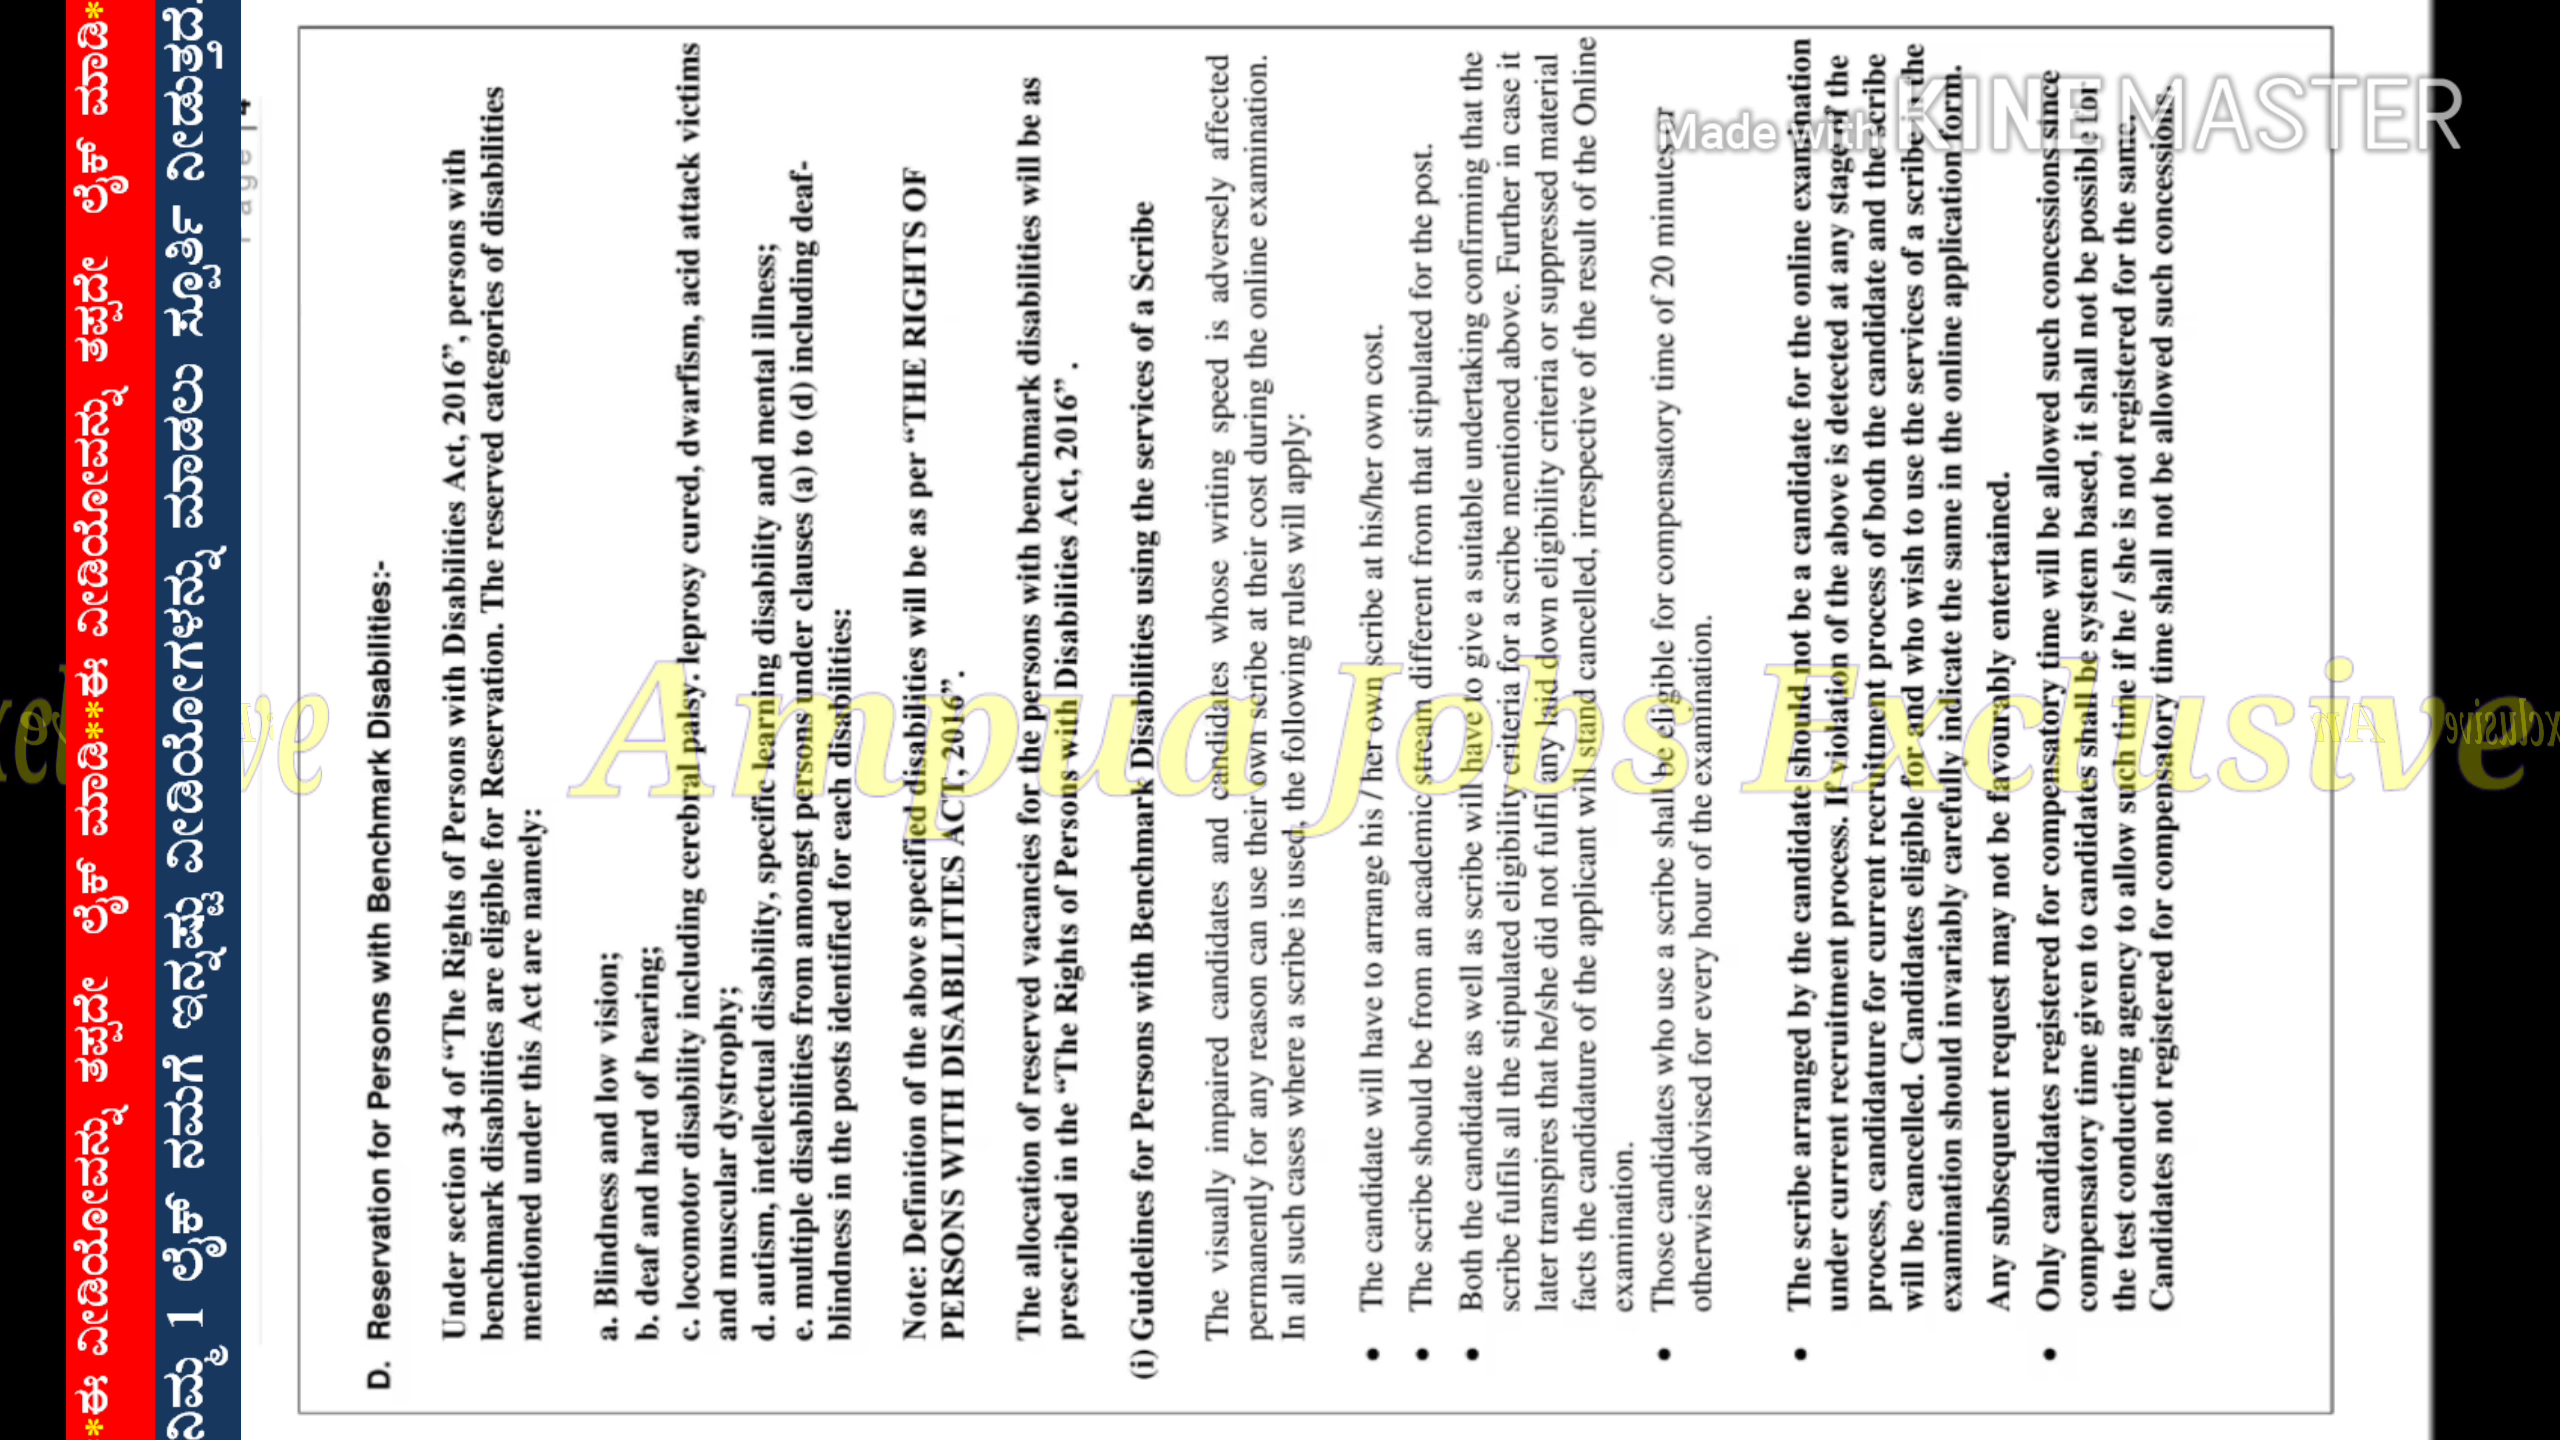 *ಈ ವೀಡಿಯೋವನ್ನು ತಪ್ಪದೇ ಲೈಕ್ ಮಾಡಿ**ಈ ವೀಡಿಯೋವನ್ನು ತಪ್ಪದೇ ಲೈಕ್ ಮಾಡಿ*
ನಿಮ್ಮ 1 ಲೈಕ್ ನಮಗೆ ಇನ್ನಷ್ಟು ವೀಡಿಯೋಗಳನ್ನು ಮಾಡಲು ಸ್ಪೂರ್ತಿ ನೀಡುತ್ತದೆ.
D. Reservation for Persons with Benchmark Disabilities:-
Under section 34 of “The Rights of Persons with Disabilities Act, 2016”, persons with
benchmark disabilities are eligible for Reservation. The reserved categories of disabilities
mentioned under this Act are namely:
a. Blindness and low vision;
b. deaf and hard of hearing;
c. locomotor disability including cerebral palsy. leprosy cured, dwarfism, acid attack victims
and muscular dystrophy;
d. autism, intellectual disability, specific learning disability and mental illness;
e. multiple disabilities from amongst persons under clauses (a) to (d) including deaf-
blindness in the posts identified for each disabilities:
Note: Definition of the above specified disabilities will be as per “THE RIGHTS OF
PERSONS WITH DISABILITIES ACT, 2016”.
The allocation of reserved vacancies for the persons with benchmark disabilities will be as
prescribed in the “The Rights of Persons with Disabilities Act, 2016” .
(i) Guidelines for Persons with Benchmark Disabilities using the services of a Scribe
The visually impaired candidates and candidates whose writing speed is adversely affected
permanently for any reason can use their own scribe at their cost during the online examination.
In all such cases where a scribe is used, the following rules will apply:
• The candidate will have to arrange his / her own scribe at his/her own cost.
• The scribe should be from an academic stream different from that stipulated for the post.
• Both the candidate as well as scribe will have to give a suitable undertaking confirming that the
scribe fulfils all the stipulated eligibility criteria for a scribe mentioned above. Further in case it
later transpires that he/she did not fulfil any laid down eligibility criteria or suppressed material
facts the candidature of the applicant will stand cancelled, irrespective of the result of the Online
examination.
• Those candidates who use a scribe shall be eligible for compensatory time of 20 minutes or
otherwise advised for every hour of the examination.
• The scribe arranged by the candidate should not be a candidate for the online examination
under current recruitment process. If violation of the above is detected at any stage of the
process, candidature for current recruitment process of both the candidate and the scribe
will be cancelled. Candidates eligible for and who wish to use the services of a scribe in the
examination should invariably carefully indicate the same in the online application form.
Any subsequent request may not be favourably entertained.
• Only candidates registered for compensatory time will be allowed such concessions since
compensatory time given to candidates shall be system based, it shall not be possible for
the test conducting agency to allow such time if he / she is not registered for the same.
Candidates not registered for compensatory time shall not be allowed such concessions.
Made with KINEMASTER
Ampua Jobs Exclusive